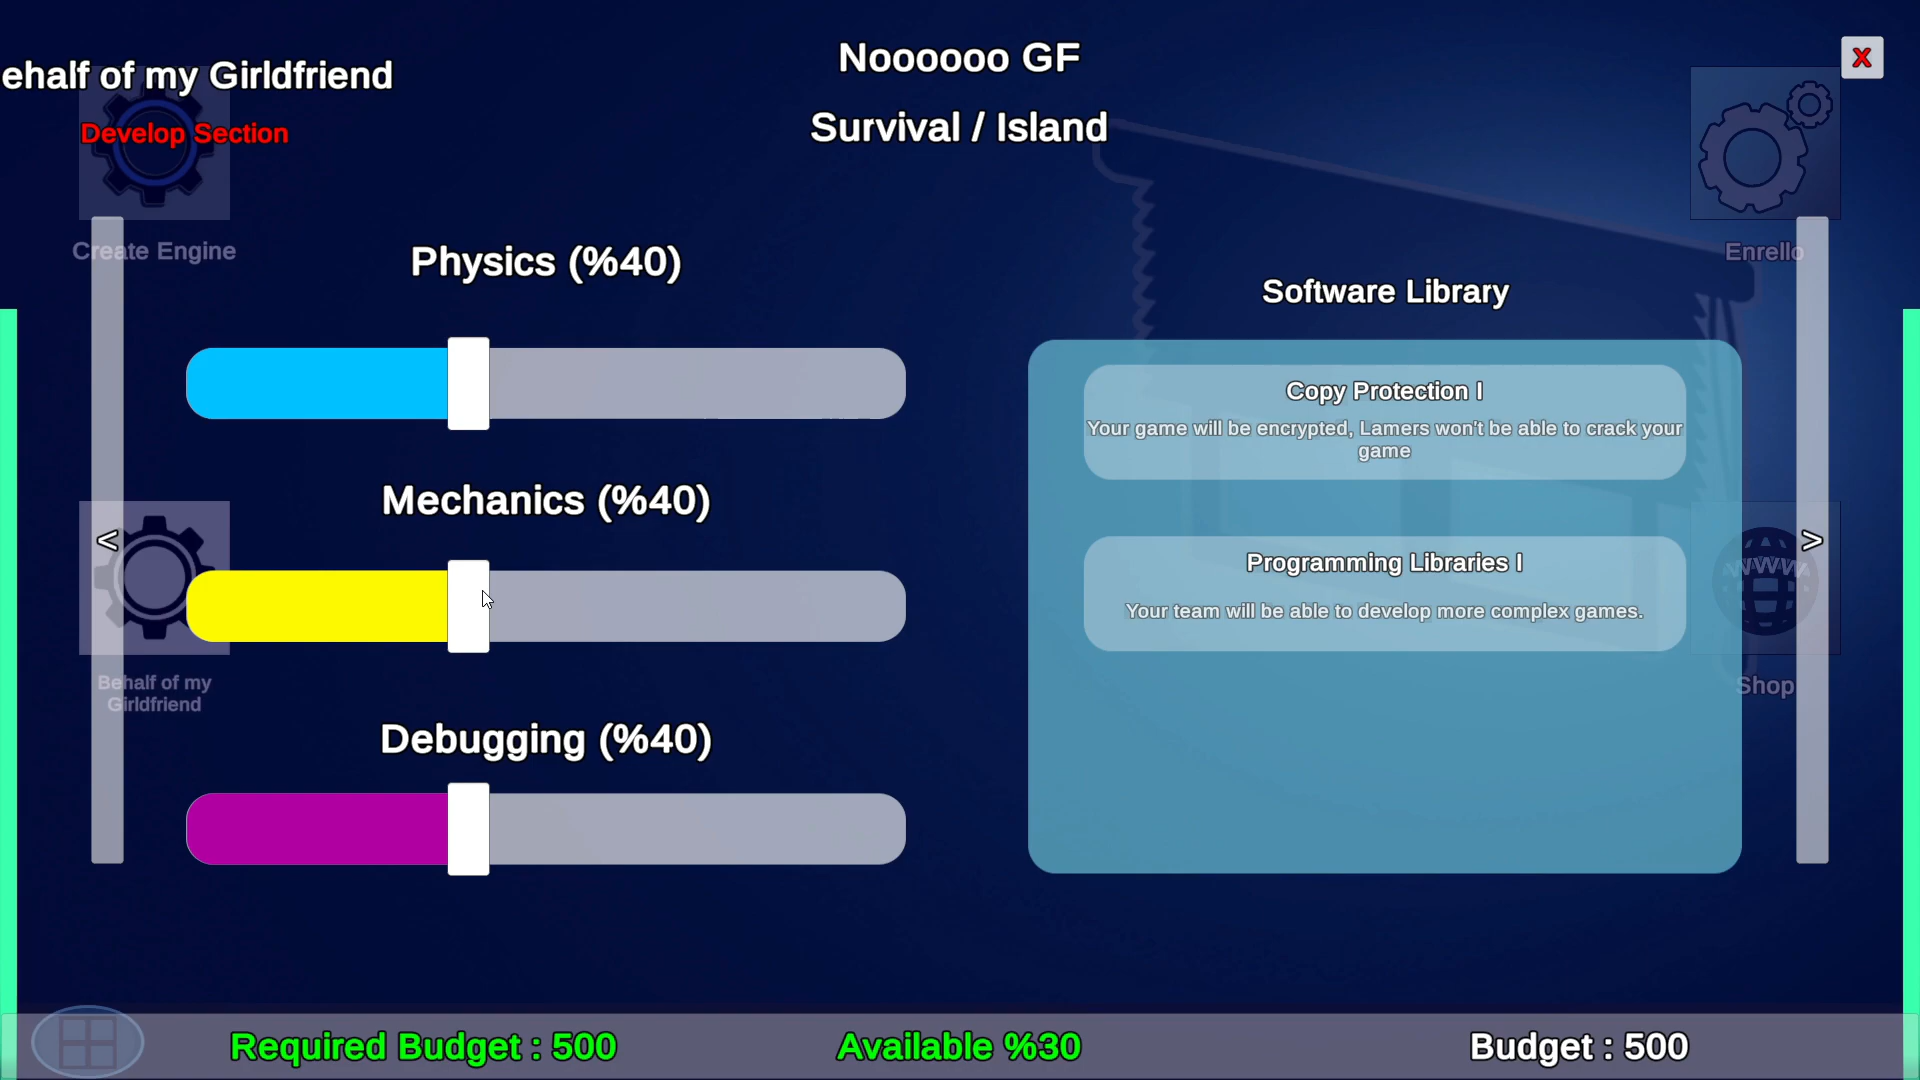 ehalf of my Girldfriend
Noooooo GF
X
Develop Section
Survival / Island
Create Engine
Enrello
Physics (%40)
Software Library
Copy Protection I
Your game will be encrypted, Lamers won't be able to crack your
game
Mechanics (%40)
<
>
Programming Libraries I
WWW
Your team will be able to develop more complex games.
Behalf of my
Girldfriend
Shop
Debugging (%40)
Required Budget : 500
Available %30
Budget : 500